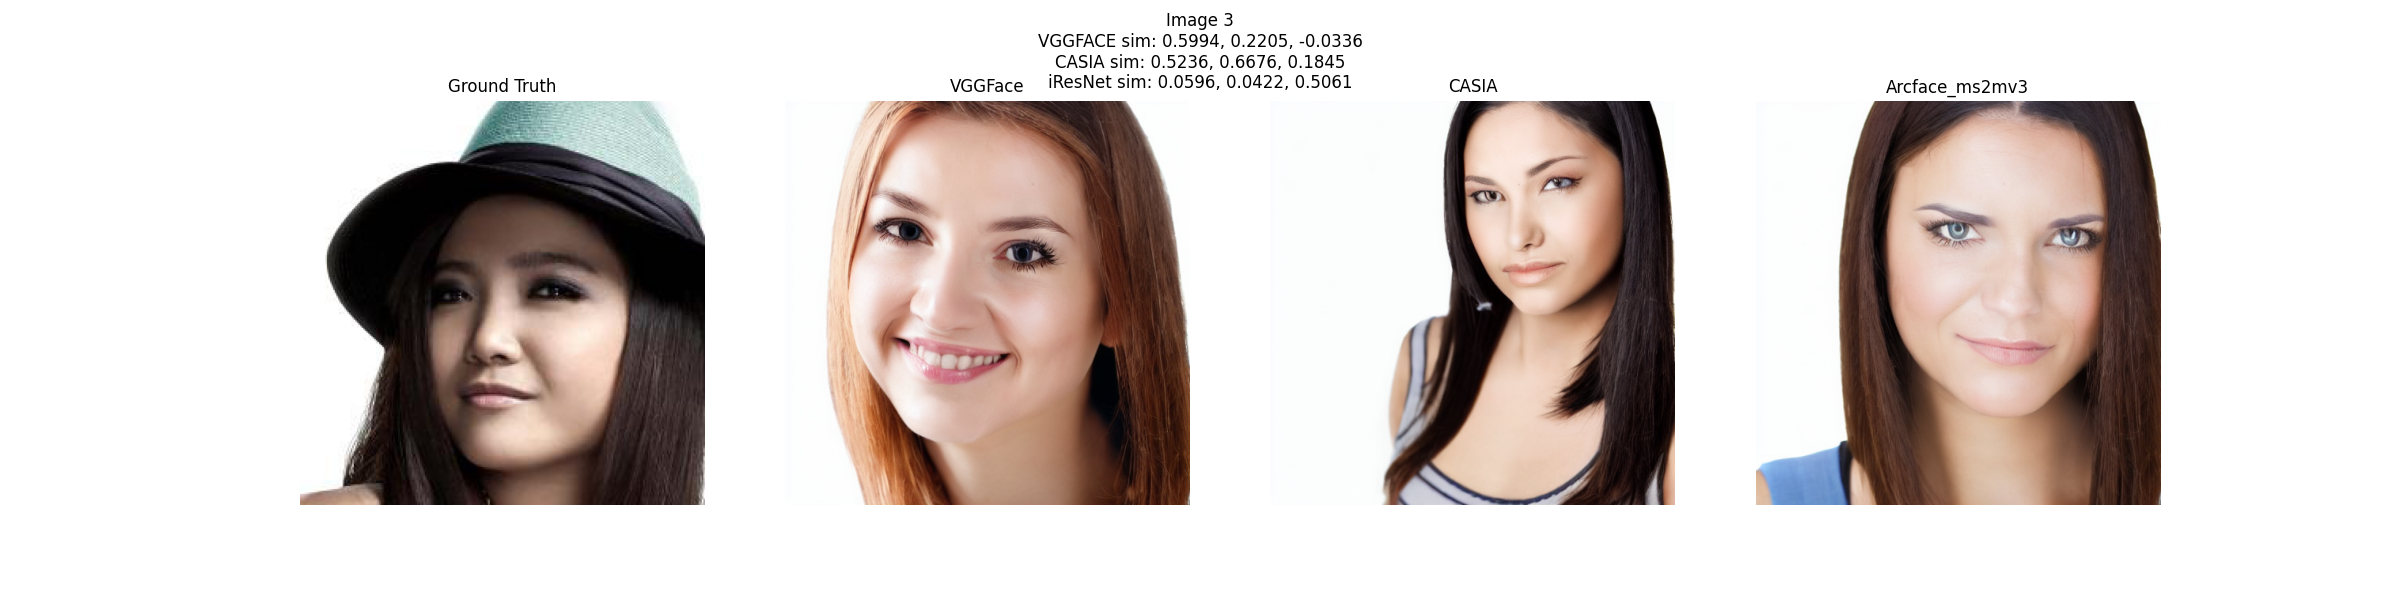 Image 3
VGGFACE sim: 0.5994, 0.2205, -0.0336
CASIA sim: 0.5236, 0.6676, 0.1845
iResNet sim: 0.0596, 0.0422, 0.5061
Ground Truth
VGGFace
CASIA
Arcface_ms2mv3